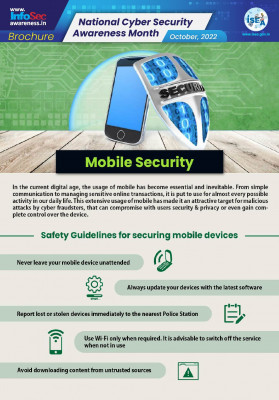 www.
InfoSec
awareness.in
Brochure
National Cyber Security
Awareness Month
October, 2022
ISEA
www.isea.gov.in
SECURITY
Mobile Security
In the current digital age, the usage of mobile has become essential and inevitable. From simple
communication to managing sensitive online transactions, it is put to use for almost every possible
activity in our daily life. This extensive usage of mobile has made it an attractive target for malicious
attacks by cyber fraudsters, that can compromise with users security & privacy or even gain com-
plete control over the device.
Safety Guidelines for securing mobile devices
Never leave your mobile device unattended
Always update your devices with the latest software
Report lost or stolen devices immediately to the nearest Police Station
Use Wi-Fi only when required. It is advisable to switch off the service
when not in use
Avoid downloading content from untrusted sources